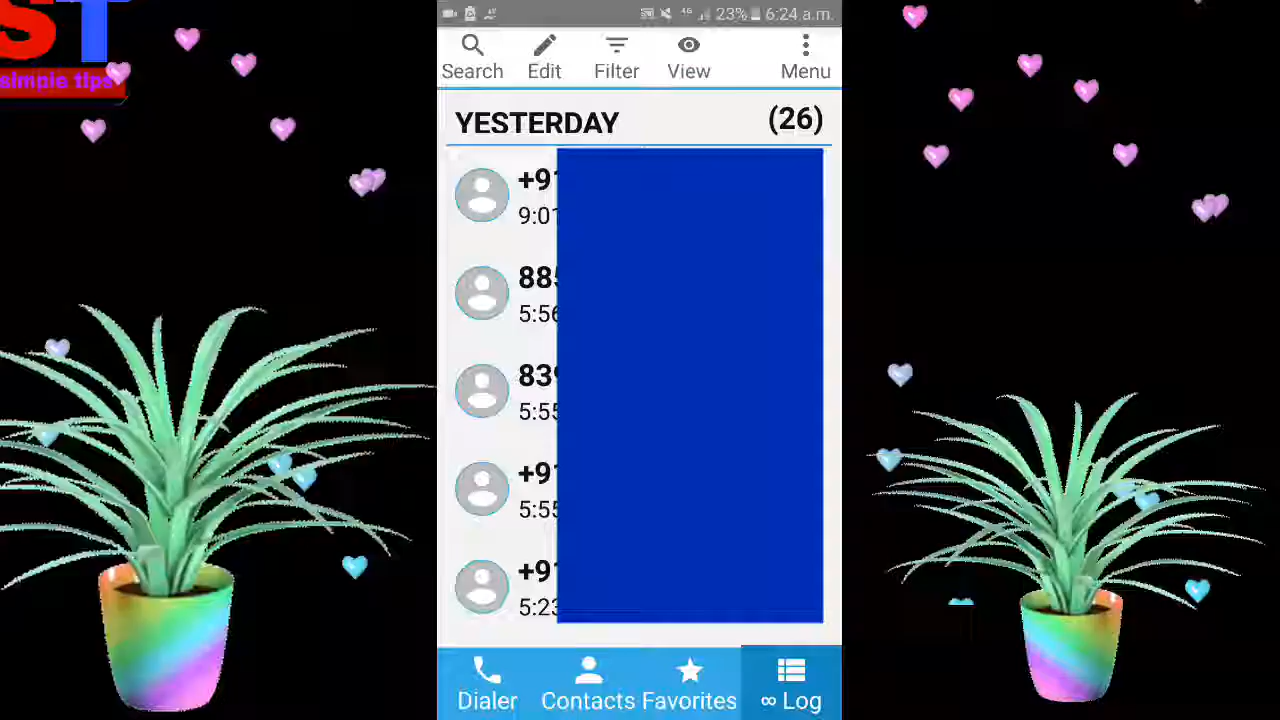 ST
simple tips
23% 6:24 a.m.
Search Edit Filter View Menu
YESTERDAY (26)
+91
9:01
885
5:56
839
5:55
+91
5:55
+91
5:23
Dialer Contacts Favorites ∞ Log